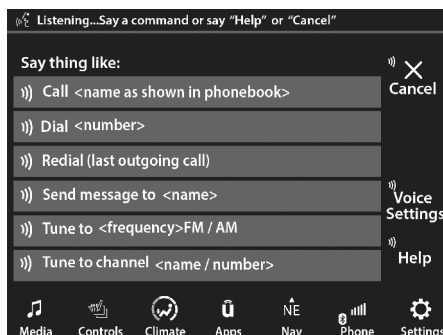 Listening...Say a command or say “Help” or “Cancel”
Say thing like:
Call <name as shown in phonebook>
Dial <number>
Redial (last outgoing call)
Send message to <name>
Tune to <frequency>FM / AM
Tune to channel <name / number>
Cancel
Voice
Settings
Help
NE
Media Controls Climate Apps Nav Phone Settings